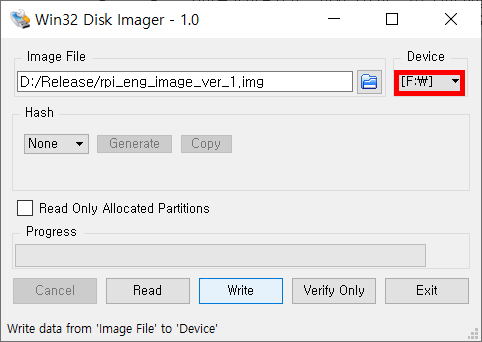 Win32 Disk Imager - 1.0
Image File
Device
D:/Release/rpi_eng_image_ver_1.img
[F:₩]
Hash
None
Generate
Copy
Read Only Allocated Partitions
Progress
Cancel
Read
Write
Verify Only
Exit
Write data from 'Image File' to 'Device'